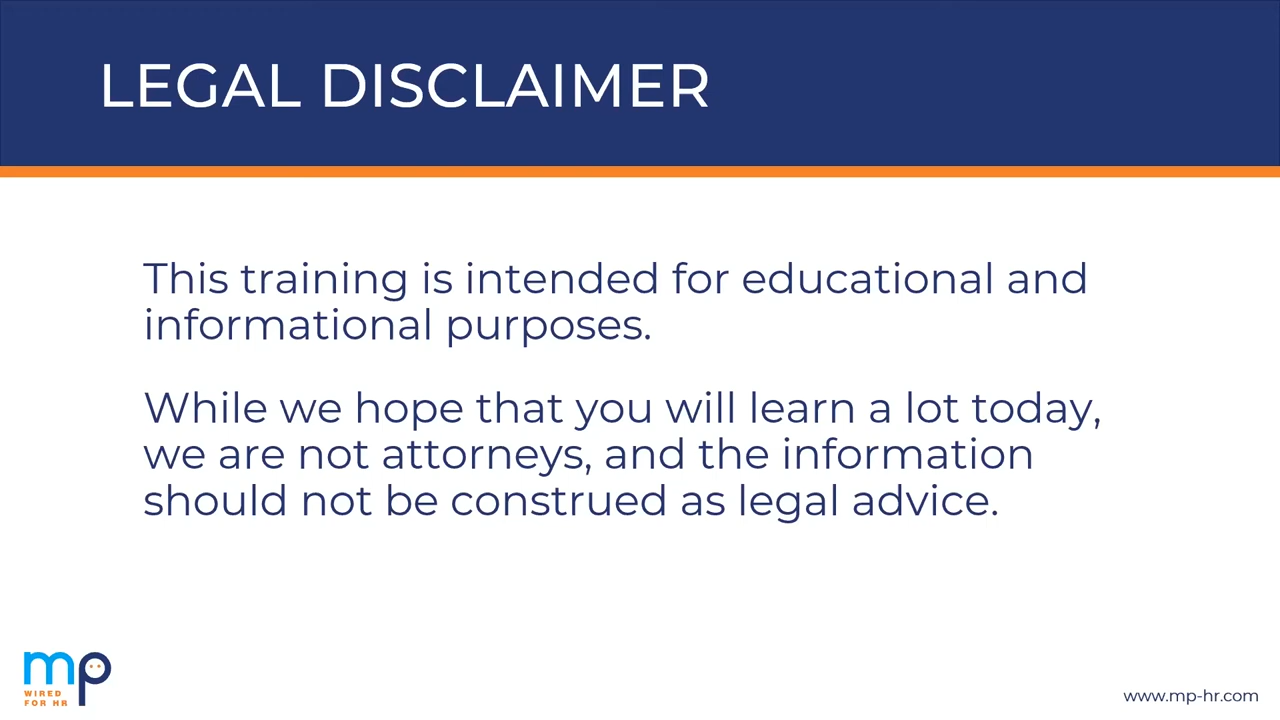 LEGAL DISCLAIMER
This training is intended for educational and
informational purposes.
While we hope that you will learn a lot today,
we are not attorneys, and the information
should not be construed as legal advice.
mp
WIRED
FOR HR
www.mp-hr.com